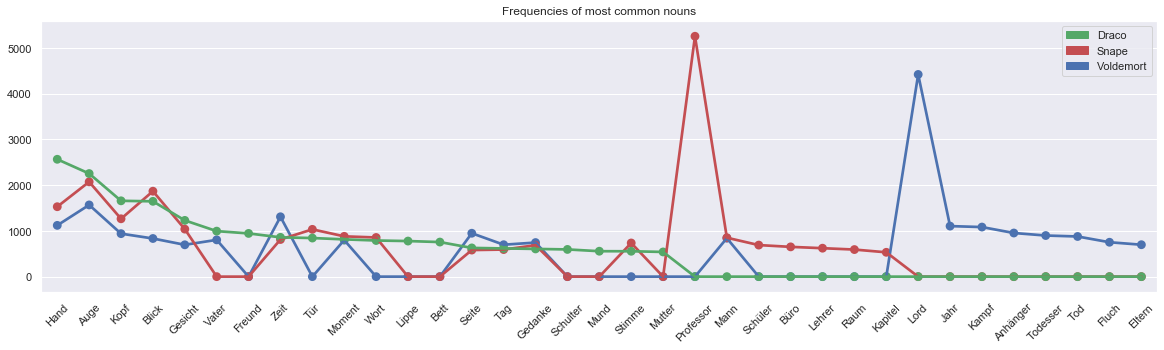 Frequencies of most common nouns
Draco
Snape
Voldemort
5000
4000
3000
2000
1000
0
Hand
Auge
Kopf
Blick
Gesicht
Vater
Freund
Zeit
Tür
Moment
Wort
Lippe
Bett
Seite
Tag
Gedanke
Schulter
Mund
Stimme
Mutter
Professor
Mann
Schüler
Büro
Lehrer
Raum
Kapitel
Lord
Jahr
Kampf
Anhänger
Todesser
Tod
Fluch
Eltern